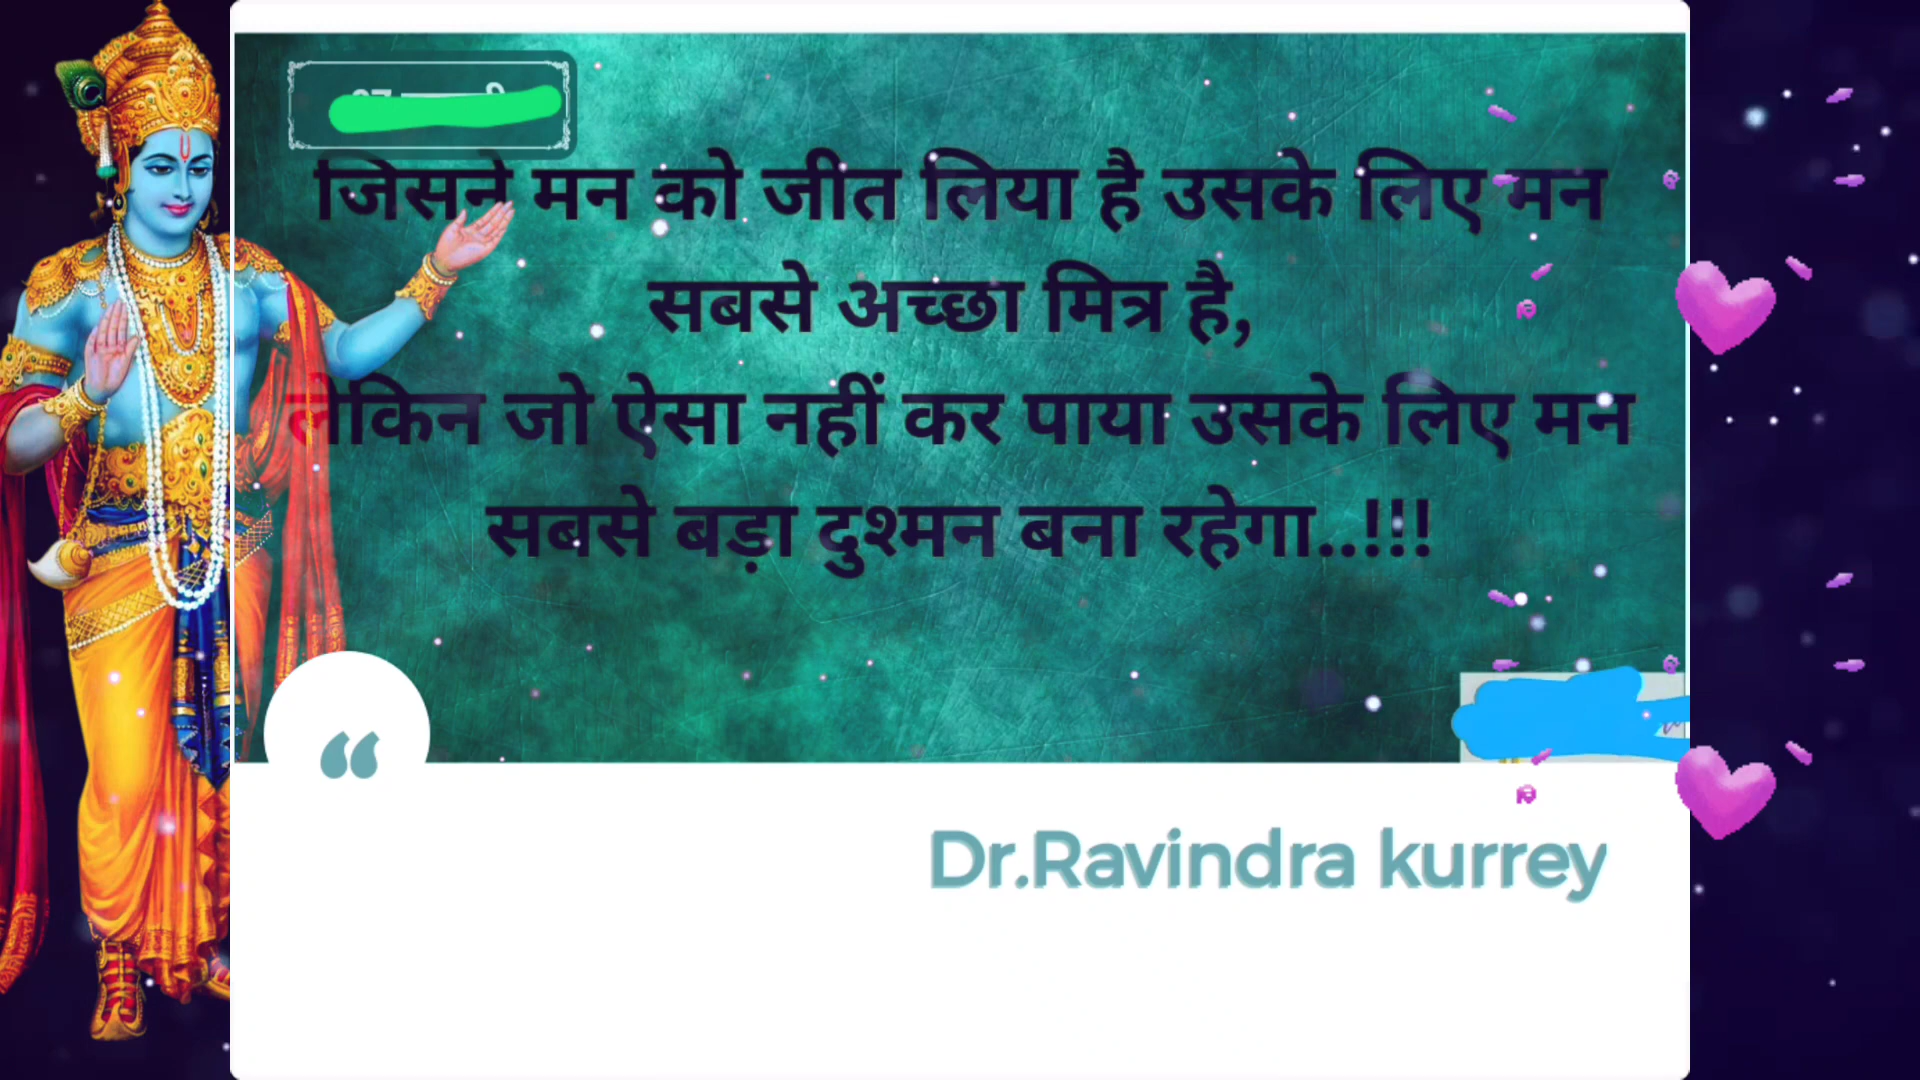 जिसने मन को जीत लिया है उसके लिए मन
सबसे अच्छा मित्र है,
लेकिन जो ऐसा नहीं कर पाया उसके लिए मन
सबसे बड़ा दुश्मन बना रहेगा..!!!
“
Dr.Ravindra kurrey